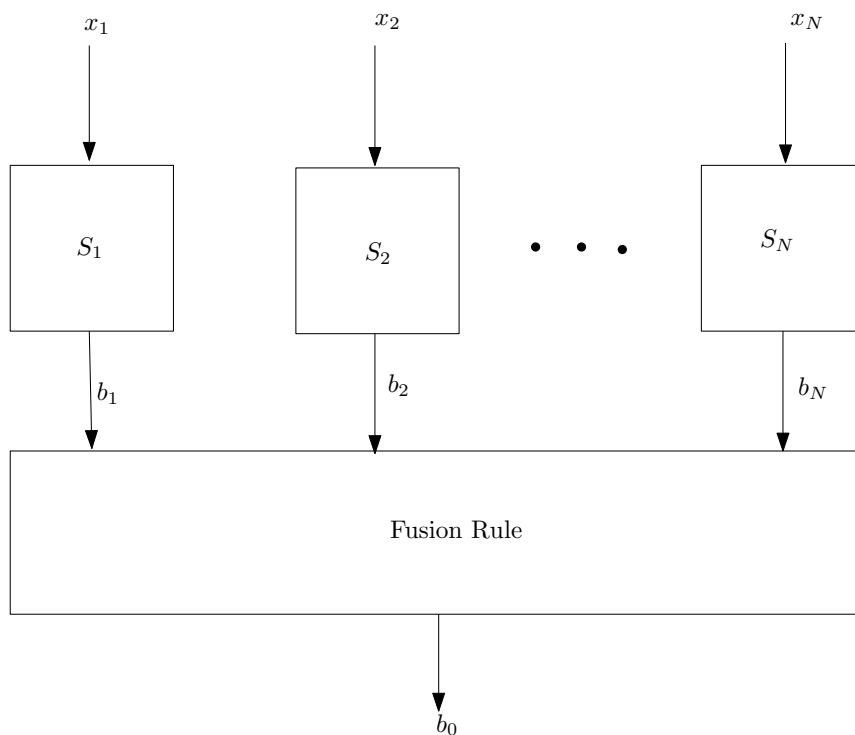 x_1 x_2 x_N
S_1 S_2 S_N
b_1 b_2 b_N
Fusion Rule
b_0